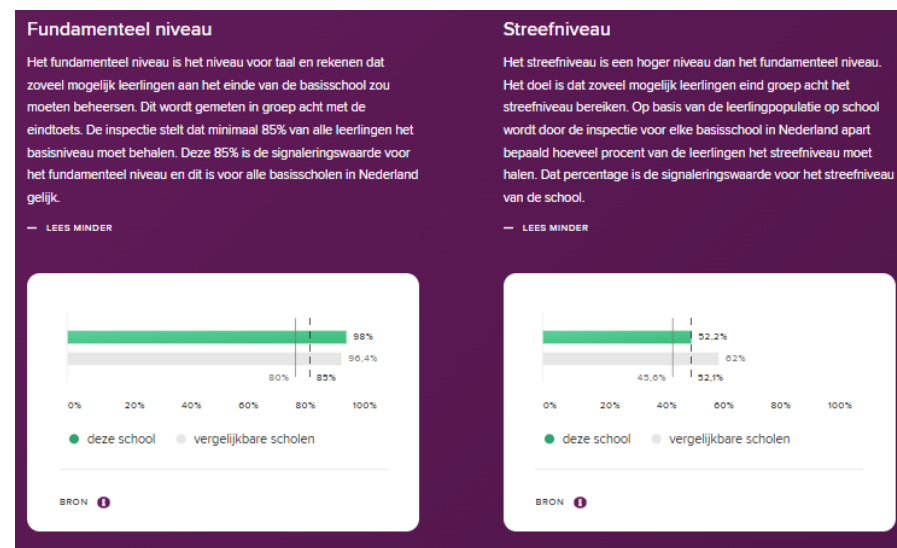 Fundamenteel niveau
Het fundamenteel niveau is het niveau voor taal en rekenen dat
zoveel mogelijk leerlingen aan het einde van de basisschool zou
moeten beheersen. Dit wordt gemeten in groep acht met de
eindtoets. De inspectie stelt dat minimaal 85% van alle leerlingen het
basisniveau moet behalen. Deze 85% is de signaleringswaarde voor
het fundamenteel niveau en dit is voor alle basisscholen in Nederland
gelijk.
— LEES MINDER
98%
96,4%
80% 85%
0% 20% 40% 60% 80% 100%
deze school vergelijkbare scholen
BRON i
Streefniveau
Het streefniveau is een hoger niveau dan het fundamenteel niveau.
Het doel is dat zoveel mogelijk leerlingen eind groep acht het
streefniveau bereiken. Op basis van de leerlingpopulatie op school
wordt door de inspectie voor elke basisschool in Nederland apart
bepaald hoeveel procent van de leerlingen het streefniveau moet
halen. Dat percentage is de signaleringswaarde voor het streefniveau
van de school.
— LEES MINDER
52,2%
62%
45,6% 52,1%
0% 20% 40% 60% 80% 100%
deze school vergelijkbare scholen
BRON i